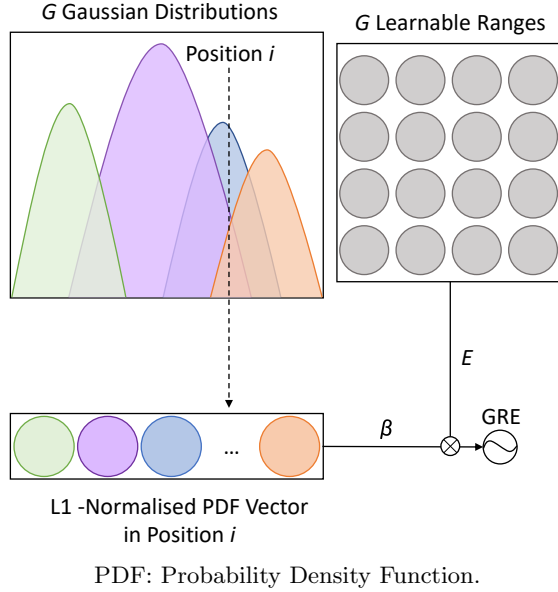 G Gaussian Distributions
G Learnable Ranges
Position i
E
β
GRE
...
L1 -Normalised PDF Vector
in Position i
PDF: Probability Density Function.